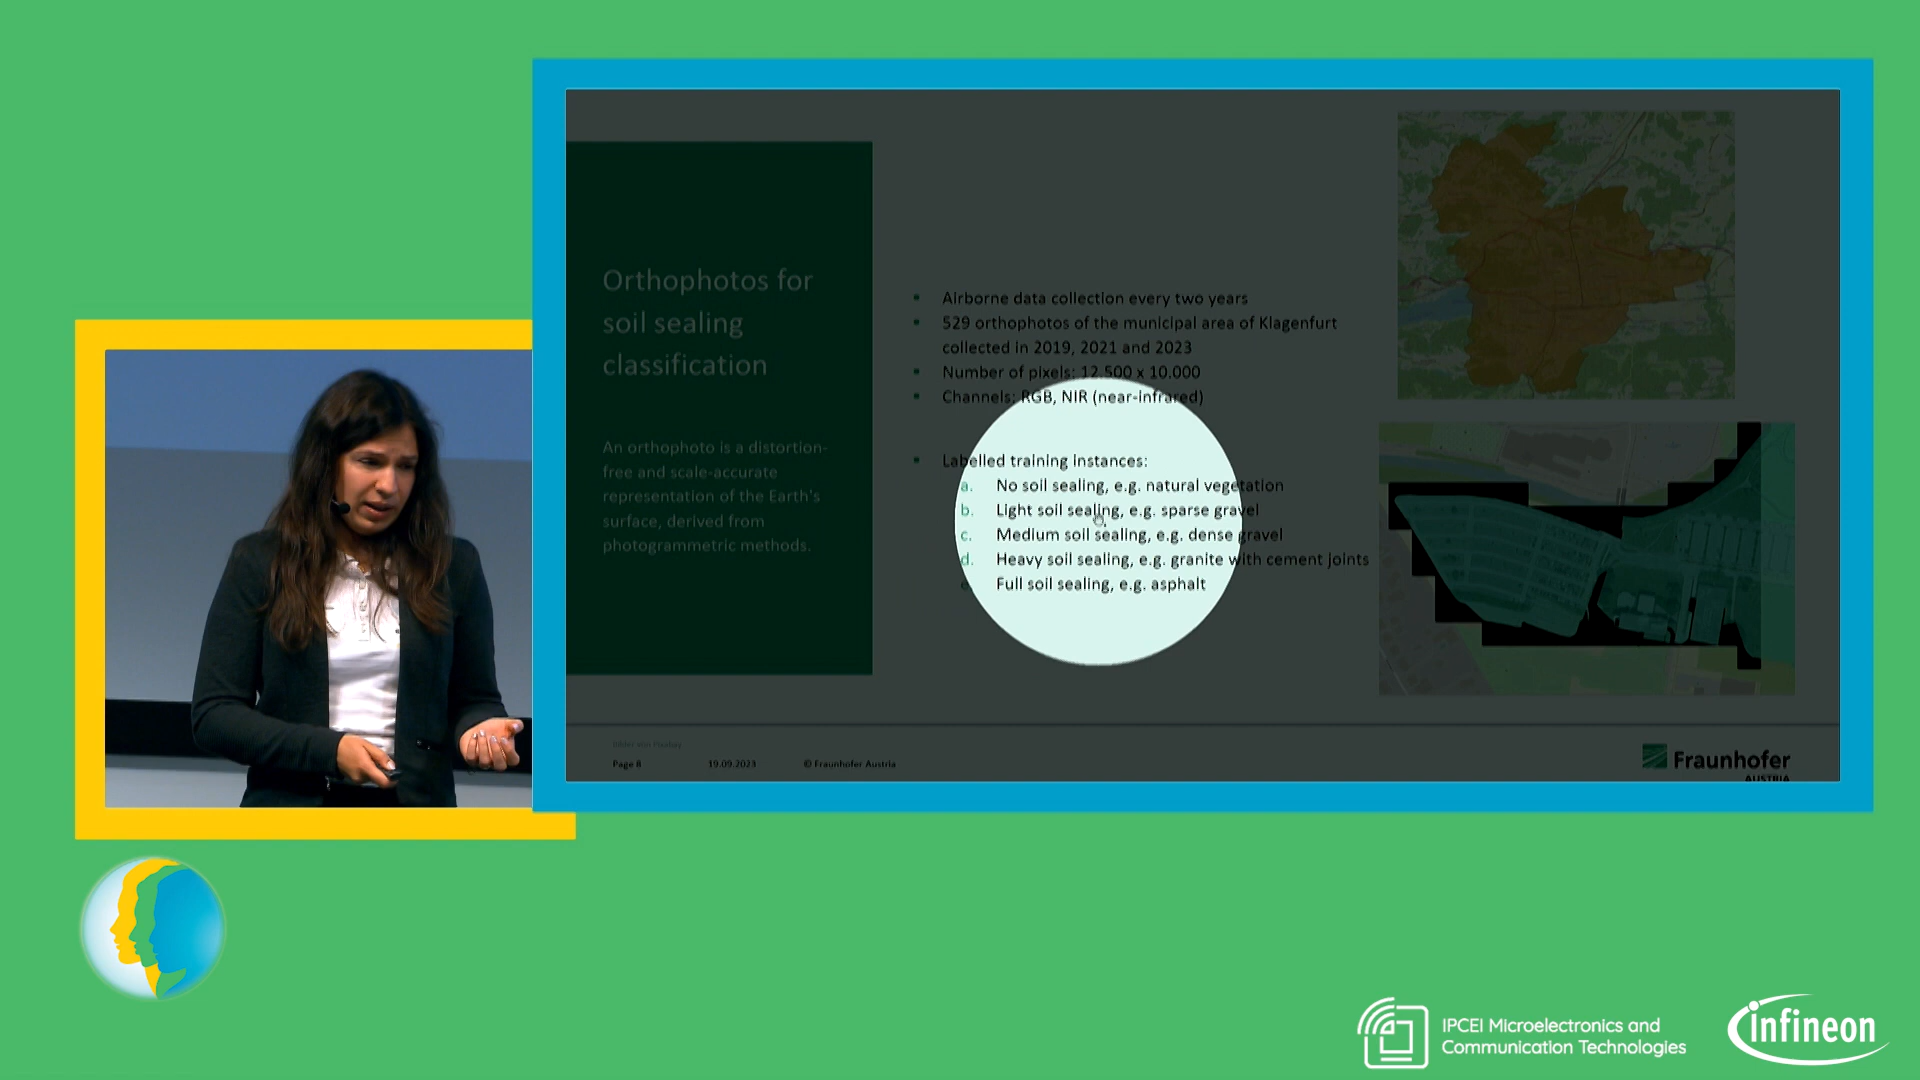 Orthophotos for
soil sealing
classification
An orthophoto is a distortion-
free and scale-accurate
representation of the Earth's
surface, derived from
photogrammetric methods.
Airborne data collection every two years
529 orthophotos of the municipal area of Klagenfurt
collected in 2019, 2021 and 2023
Number of pixels: 12.500 x 10.000
Channels: RGB, NIR (near-infrared)
Labelled training instances:
a. No soil sealing, e.g. natural vegetation
b. Light soil sealing, e.g. sparse gravel
c. Medium soil sealing, e.g. dense gravel
d. Heavy soil sealing, e.g. granite with cement joints
e. Full soil sealing, e.g. asphalt
Bilder von Pixabay
Page 8 19.09.2023 © Fraunhofer Austria
Fraunhofer
AUSTRIA
IPCEI Microelectronics and
Communication Technologies
infineon